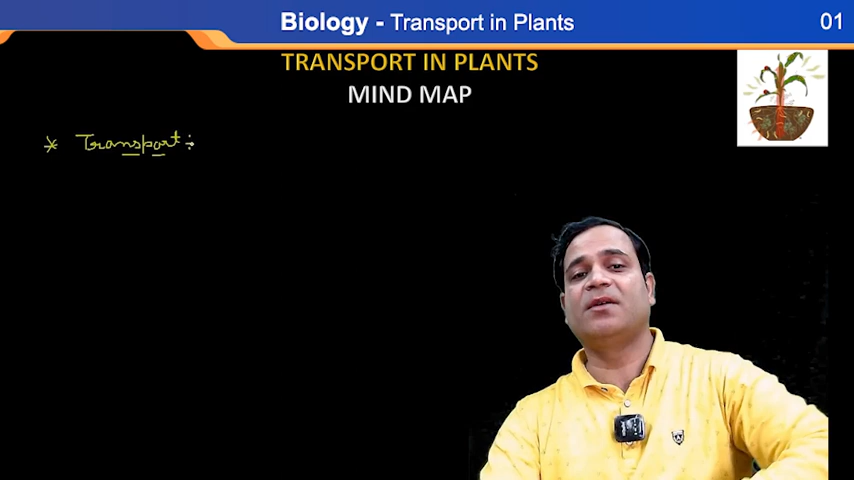 Biology - Transport in Plants
01
TRANSPORT IN PLANTS
MIND MAP
* Transport :-